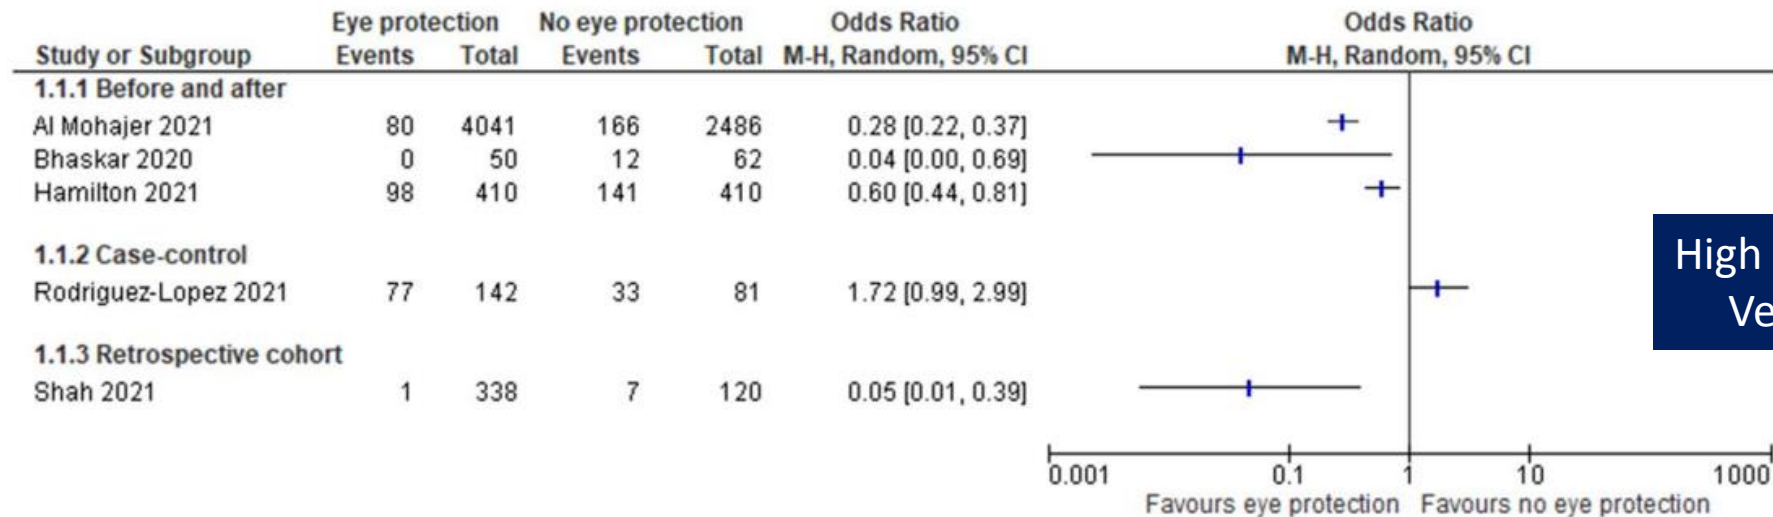 Eye protection No eye protection Odds Ratio Odds Ratio
Study or Subgroup Events Total Events Total M-H, Random, 95% CI M-H, Random, 95% CI
1.1.1 Before and after
Al Mohajer 2021 80 4041 166 2486 0.28 [0.22, 0.37]
Bhaskar 2020 0 50 12 62 0.04 [0.00, 0.69]
Hamilton 2021 98 410 141 410 0.60 [0.44, 0.81]
1.1.2 Case-control
Rodriguez-Lopez 2021 77 142 33 81 1.72 [0.99, 2.99]
1.1.3 Retrospective cohort
Shah 2021 1 338 7 120 0.05 [0.01, 0.39]
0.001 0.1 1 10 1000
Favours eye protection Favours no eye protection
High